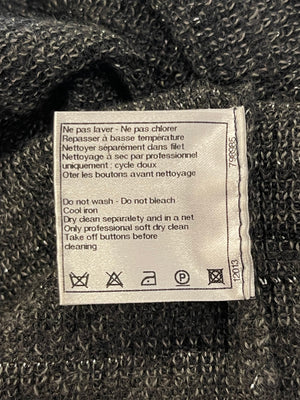 Ne pas laver - Ne pas chlorer
Repasser à basse température
Nettoyer séparément dans filet
Nettoyage à sec par professionnel
uniquement : cycle doux
Oter les boutons avant nettoyage
Do not wash - Do not bleach
Cool iron
Dry clean separalety and in a net
Only professional soft dry clean
Take off buttons before
cleaning
P
12013